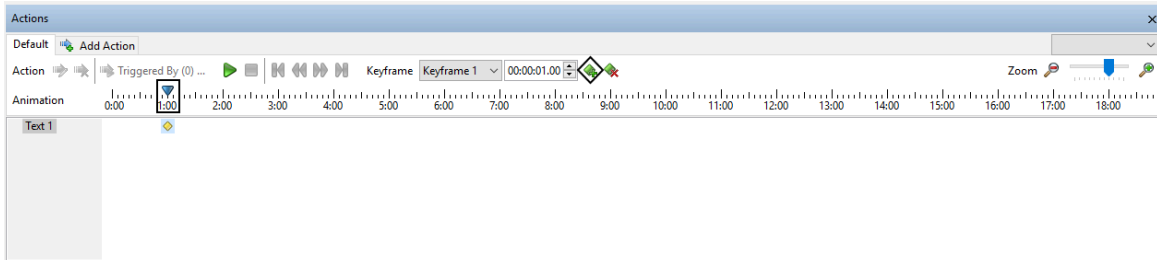 Actions
Default Add Action
Action Triggered By (0) ... Keyframe Keyframe 1 00:00:01.00 Zoom
Animation 0:00 1:00 2:00 3:00 4:00 5:00 6:00 7:00 8:00 9:00 10:00 11:00 12:00 13:00 14:00 15:00 16:00 17:00 18:00
Text 1